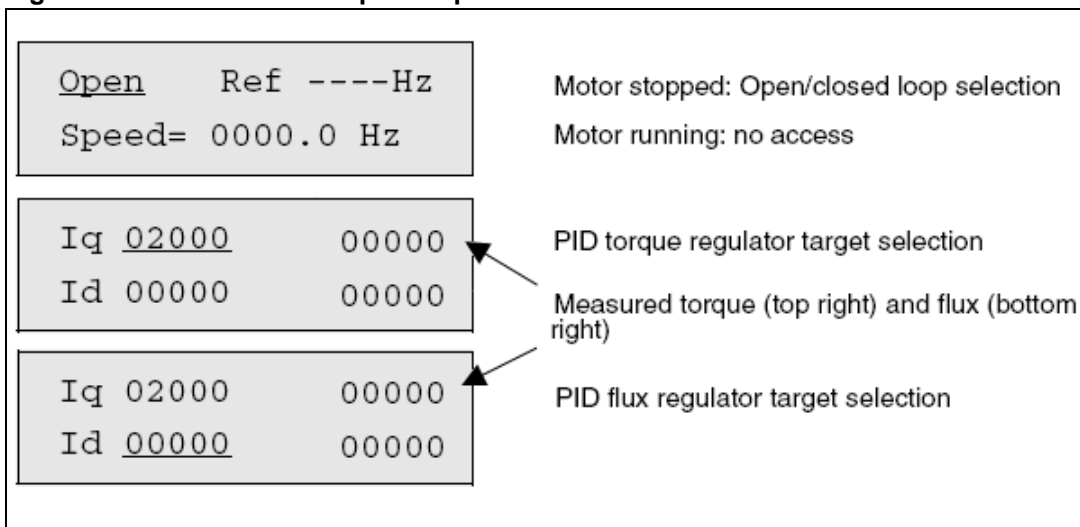 Open Ref ----Hz
Speed= 0000.0 Hz
Motor stopped: Open/closed loop selection
Motor running: no access
Iq 02000 00000
Id 00000 00000
PID torque regulator target selection
Measured torque (top right) and flux (bottom
right)
Iq 02000 00000
Id 00000 00000
PID flux regulator target selection